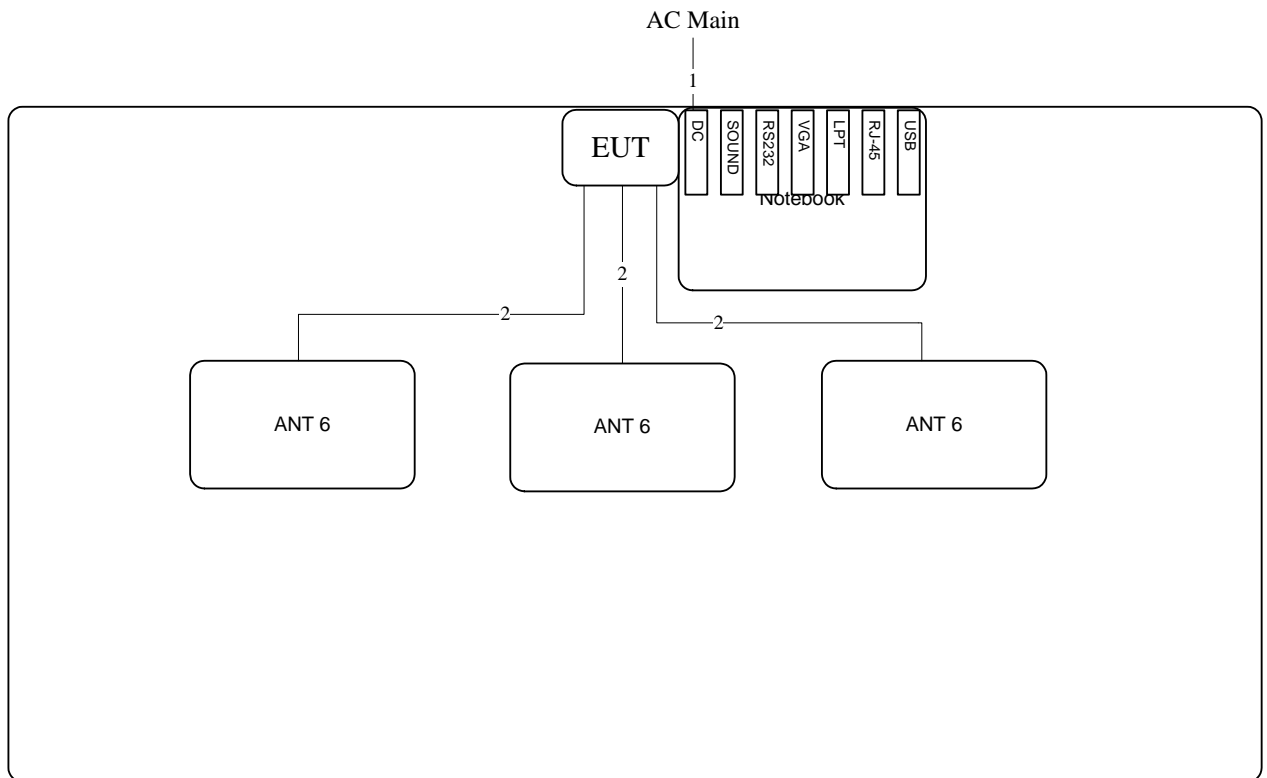 AC Main
1
EUT
DC
SOUND
RS232
VGA
LPT
RJ-45
USB
Notebook
2
2
2
ANT 6
ANT 6
ANT 6